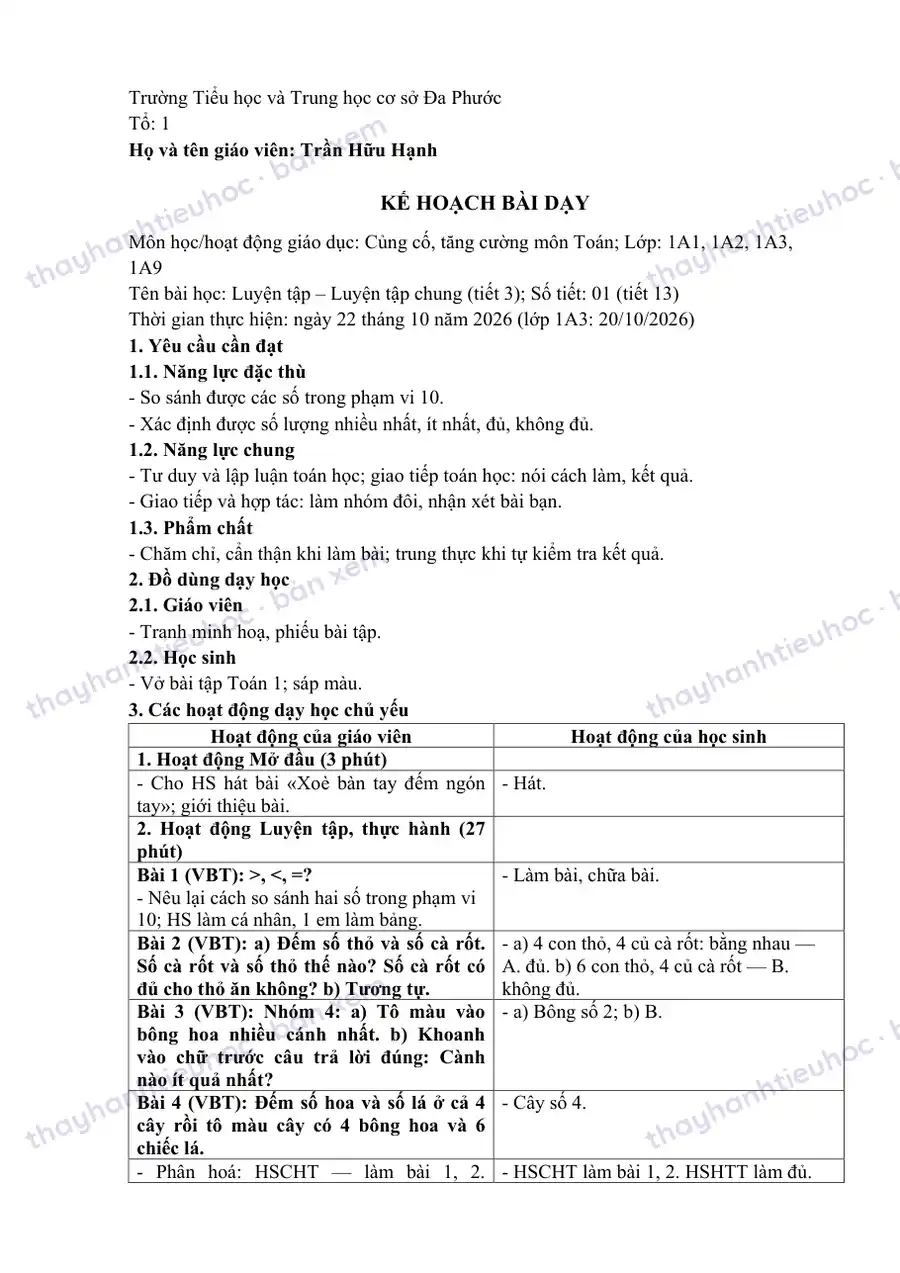 Trường Tiểu học và Trung học cơ sở Đa Phước
Tổ: 1
Họ và tên giáo viên: Trần Hữu Hạnh
KẾ HOẠCH BÀI DẠY
Môn học/hoạt động giáo dục: Củng cố, tăng cường môn Toán; Lớp: 1A1, 1A2, 1A3,
1A9
Tên bài học: Luyện tập – Luyện tập chung (tiết 3); Số tiết: 01 (tiết 13)
Thời gian thực hiện: ngày 22 tháng 10 năm 2026 (lớp 1A3: 20/10/2026)
1. Yêu cầu cần đạt
1.1. Năng lực đặc thù
- So sánh được các số trong phạm vi 10.
- Xác định được số lượng nhiều nhất, ít nhất, đủ, không đủ.
1.2. Năng lực chung
- Tư duy và lập luận toán học; giao tiếp toán học: nói cách làm, kết quả.
- Giao tiếp và hợp tác: làm nhóm đôi, nhận xét bài bạn.
1.3. Phẩm chất
- Chăm chỉ, cẩn thận khi làm bài; trung thực khi tự kiểm tra kết quả.
2. Đồ dùng dạy học
2.1. Giáo viên
- Tranh minh hoạ, phiếu bài tập.
2.2. Học sinh
- Vở bài tập Toán 1; sáp màu.
3. Các hoạt động dạy học chủ yếu
Hoạt động của giáo viên
Hoạt động của học sinh
1. Hoạt động Mở đầu (3 phút)
- Cho HS hát bài «Xoè bàn tay đếm ngón
tay»; giới thiệu bài.
- Hát.
2. Hoạt động Luyện tập, thực hành (27
phút)
Bài 1 (VBT): >, <, =?
- Nêu lại cách so sánh hai số trong phạm vi
10; HS làm cá nhân, 1 em làm bảng.
- Làm bài, chữa bài.
Bài 2 (VBT): a) Đếm số thỏ và số cà rốt.
Số cà rốt và số thỏ thế nào? Số cà rốt có
đủ cho thỏ ăn không? b) Tương tự.
- a) 4 con thỏ, 4 củ cà rốt: bằng nhau —
A. đủ. b) 6 con thỏ, 4 củ cà rốt — B.
không đủ.
Bài 3 (VBT): Nhóm 4: a) Tô màu vào
bông hoa nhiều cánh nhất. b) Khoanh
vào chữ trước câu trả lời đúng: Cành
nào ít quả nhất?
- a) Bông số 2; b) B.
Bài 4 (VBT): Đếm số hoa và số lá ở cả 4
cây rồi tô màu cây có 4 bông hoa và 6
chiếc lá.
- Cây số 4.
- Phân hoá: HSCHT — làm bài 1, 2.
- HSCHT làm bài 1, 2. HSHTT làm đủ.
thayhanhtieuhoc · bản xem
thayhanhtieuhoc · b
thayhanhtieuhoc · bản xem
thayhanhtieuhoc · b
thayhanhtieuhoc · bản xem
thayhanhtieuhoc · b